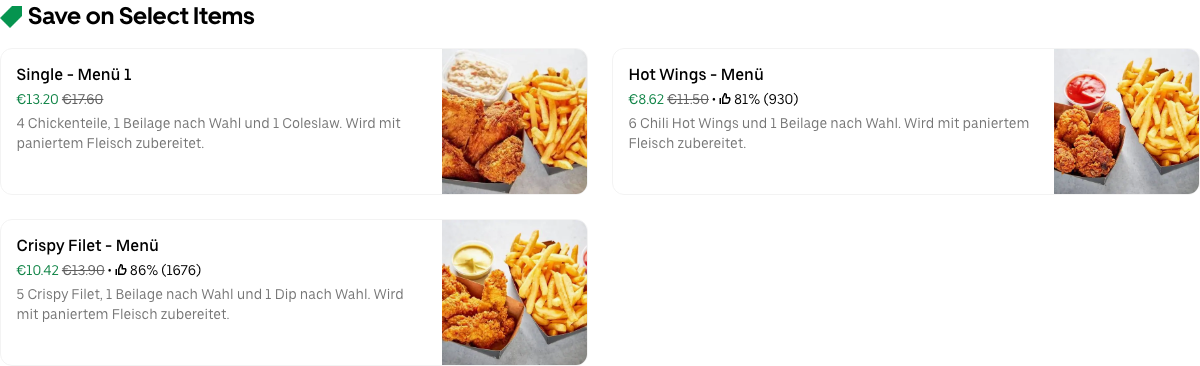 Save on Select Items
Single - Menü 1
€13.20 €17.60
4 Chickenteile, 1 Beilage nach Wahl und 1 Coleslaw. Wird mit
paniertem Fleisch zubereitet.
Hot Wings - Menü
€8.62 €11.50 • 81% (930)
6 Chili Hot Wings und 1 Beilage nach Wahl. Wird mit paniertem
Fleisch zubereitet.
Crispy Filet - Menü
€10.42 €13.90 • 86% (1676)
5 Crispy Filet, 1 Beilage nach Wahl und 1 Dip nach Wahl. Wird
mit paniertem Fleisch zubereitet.